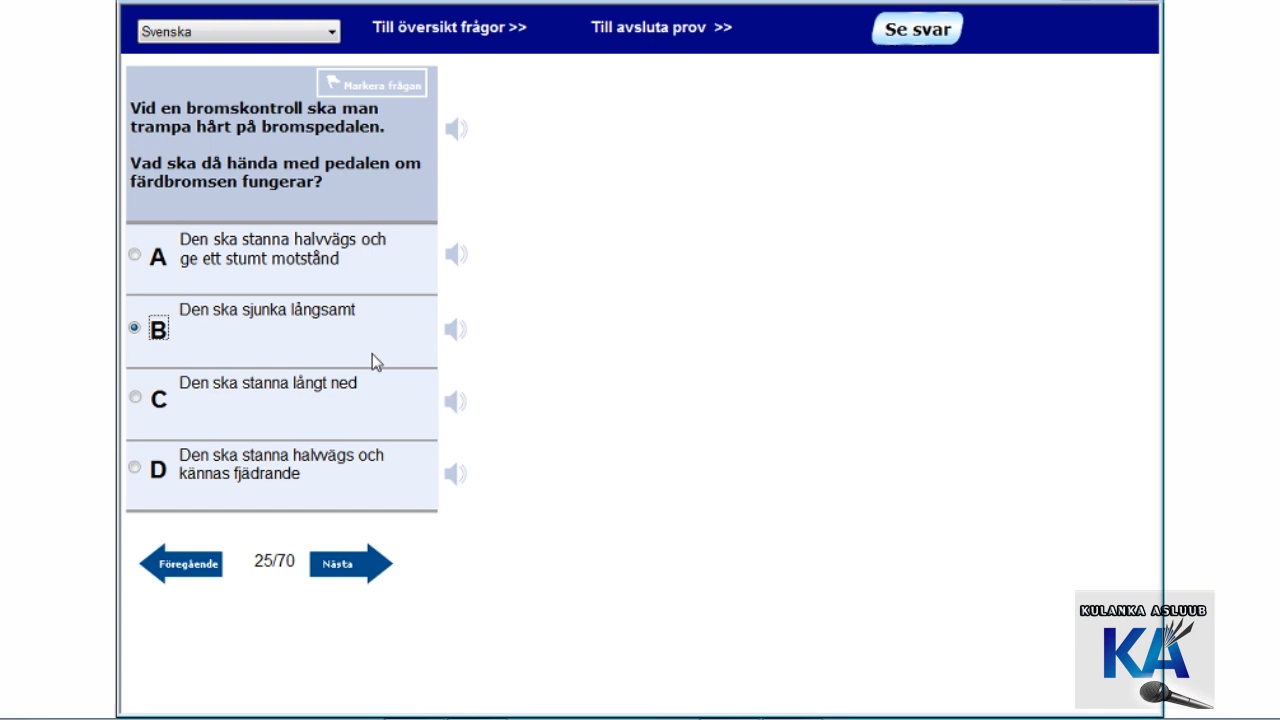 Svenska
Till översikt frågor >>
Till avsluta prov >>
Se svar
Markera frågan
Vid en bromskontroll ska man
trampa hårt på bromspedalen.
Vad ska då hända med pedalen om
färdbromsen fungerar?
A
Den ska stanna halvvägs och
ge ett stumt motstånd
B
Den ska sjunka långsamt
C
Den ska stanna långt ned
D
Den ska stanna halvvägs och
kännas fjädrande
Föregående
25/70
Nästa
KULANKA ASLUUB
KA